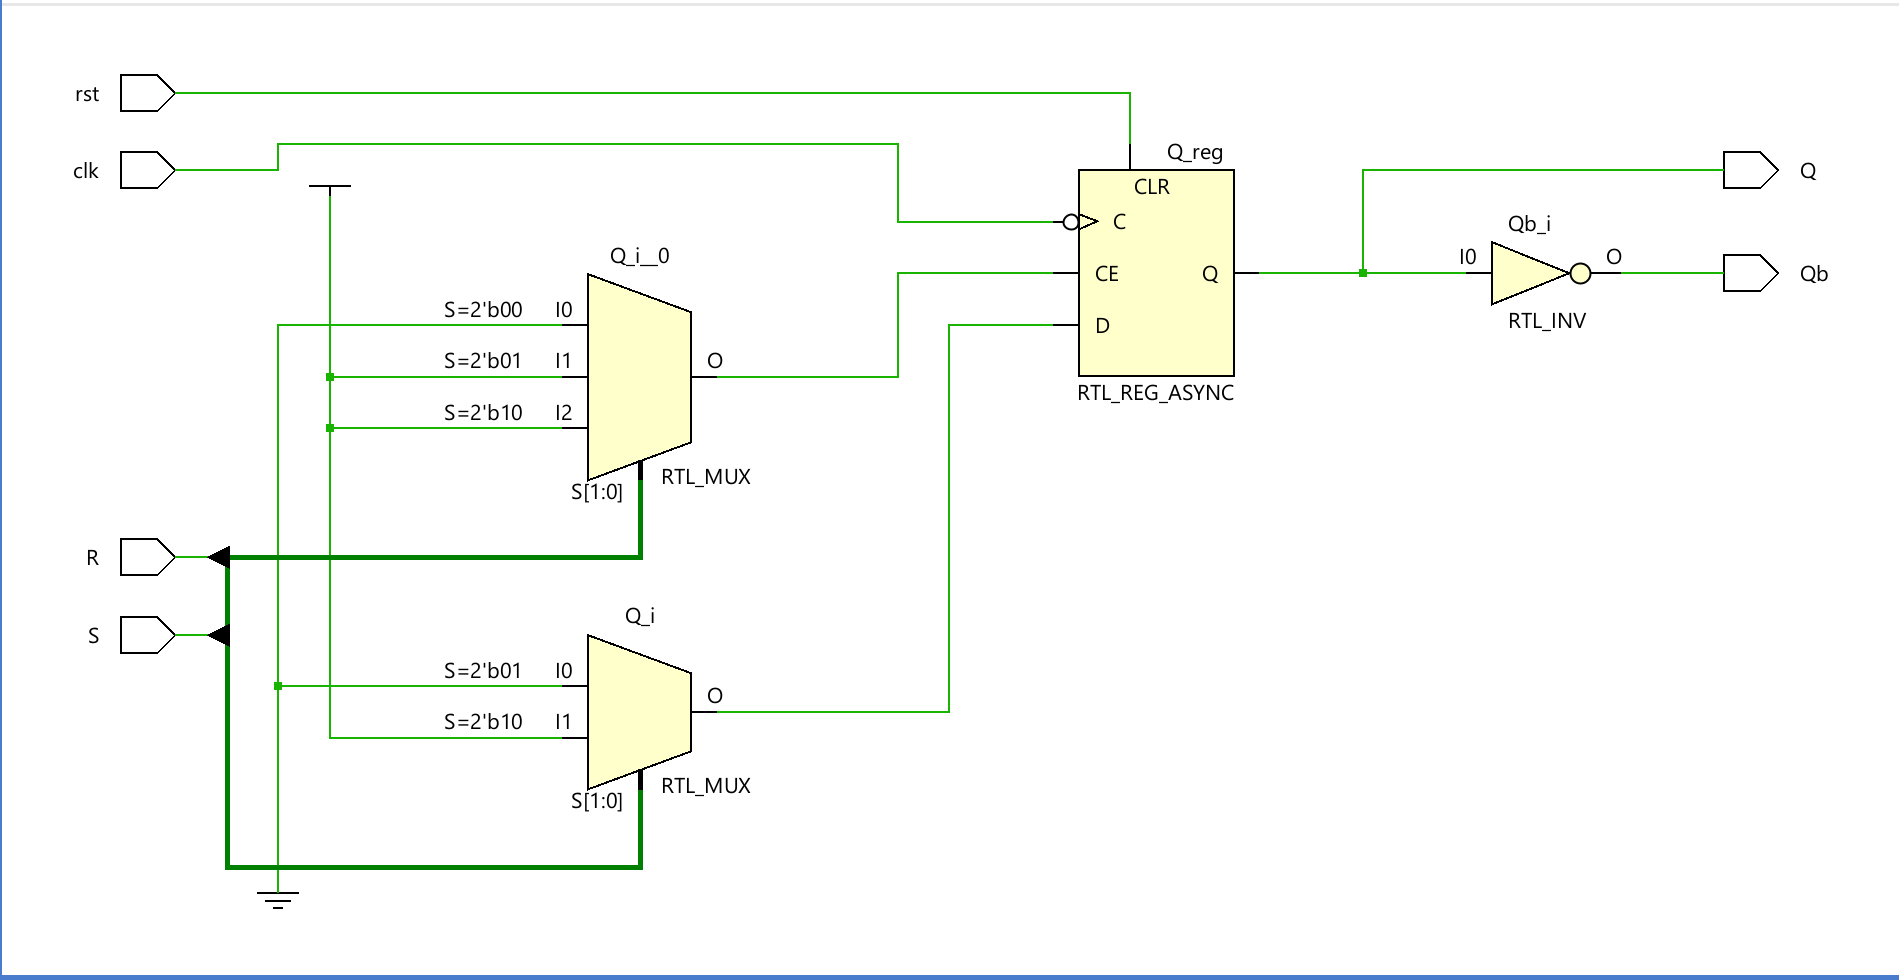 rst
clk
Q_reg
CLR
C
CE
D
Q
RTL_REG_ASYNC
Q
Qb_i
I0
O
RTL_INV
Qb
Q_i__0
S=2'b00 I0
S=2'b01 I1
S=2'b10 I2
O
S[1:0]
RTL_MUX
R
S
Q_i
S=2'b01 I0
S=2'b10 I1
O
S[1:0]
RTL_MUX